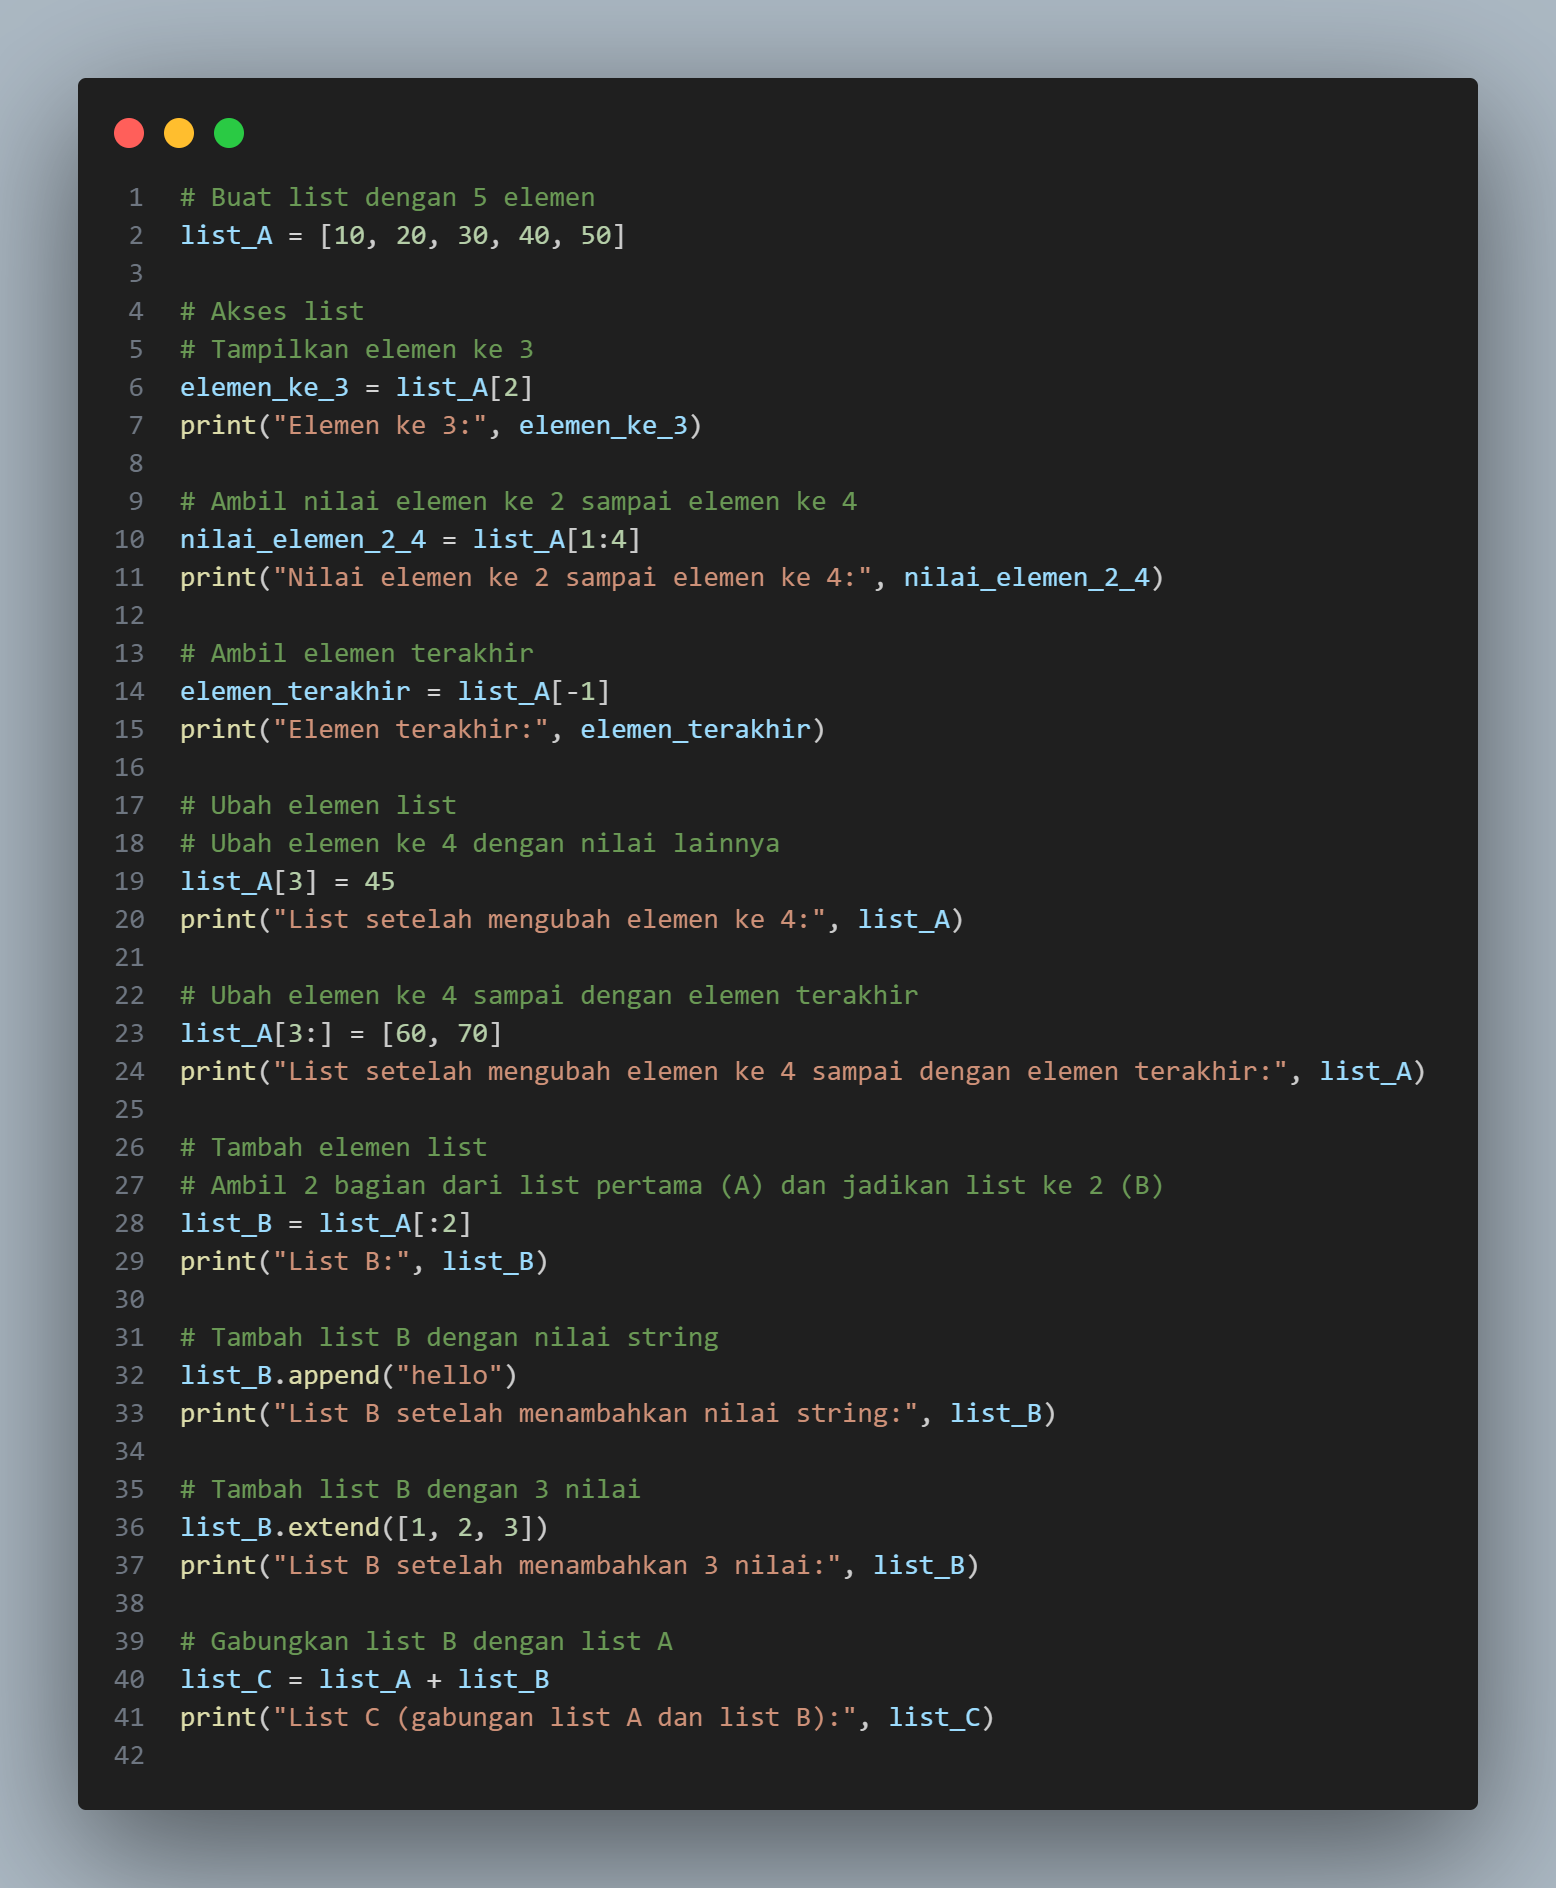 1 # Buat list dengan 5 elemen
2 list_A = [10, 20, 30, 40, 50]
3
4 # Akses list
5 # Tampilkan elemen ke 3
6 elemen_ke_3 = list_A[2]
7 print("Elemen ke 3:", elemen_ke_3)
8
9 # Ambil nilai elemen ke 2 sampai elemen ke 4
10 nilai_elemen_2_4 = list_A[1:4]
11 print("Nilai elemen ke 2 sampai elemen ke 4:", nilai_elemen_2_4)
12
13 # Ambil elemen terakhir
14 elemen_terakhir = list_A[-1]
15 print("Elemen terakhir:", elemen_terakhir)
16
17 # Ubah elemen list
18 # Ubah elemen ke 4 dengan nilai lainnya
19 list_A[3] = 45
20 print("List setelah mengubah elemen ke 4:", list_A)
21
22 # Ubah elemen ke 4 sampai dengan elemen terakhir
23 list_A[3:] = [60, 70]
24 print("List setelah mengubah elemen ke 4 sampai dengan elemen terakhir:", list_A)
25
26 # Tambah elemen list
27 # Ambil 2 bagian dari list pertama (A) dan jadikan list ke 2 (B)
28 list_B = list_A[:2]
29 print("List B:", list_B)
30
31 # Tambah list B dengan nilai string
32 list_B.append("hello")
33 print("List B setelah menambahkan nilai string:", list_B)
34
35 # Tambah list B dengan 3 nilai
36 list_B.extend([1, 2, 3])
37 print("List B setelah menambahkan 3 nilai:", list_B)
38
39 # Gabungkan list B dengan list A
40 list_C = list_A + list_B
41 print("List C (gabungan list A dan list B):", list_C)
42